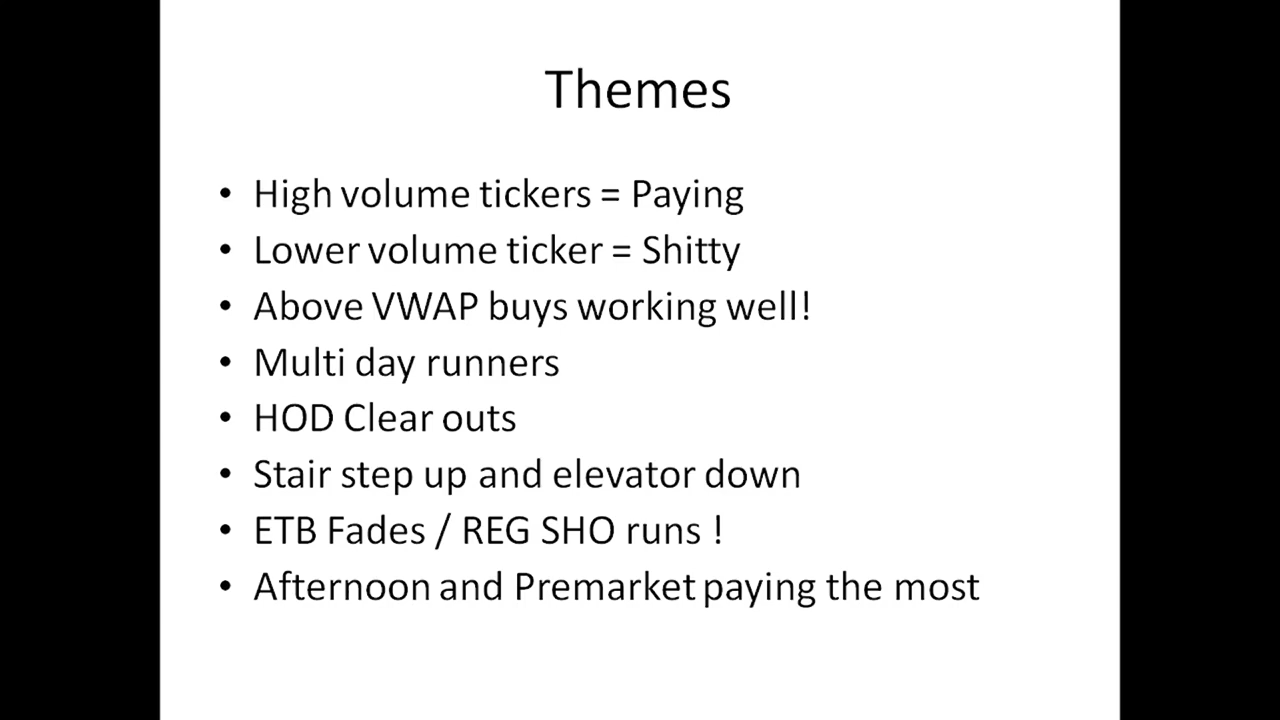 Themes
• High volume tickers = Paying
• Lower volume ticker = Shitty
• Above VWAP buys working well!
• Multi day runners
• HOD Clear outs
• Stair step up and elevator down
• ETB Fades / REG SHO runs !
• Afternoon and Premarket paying the most